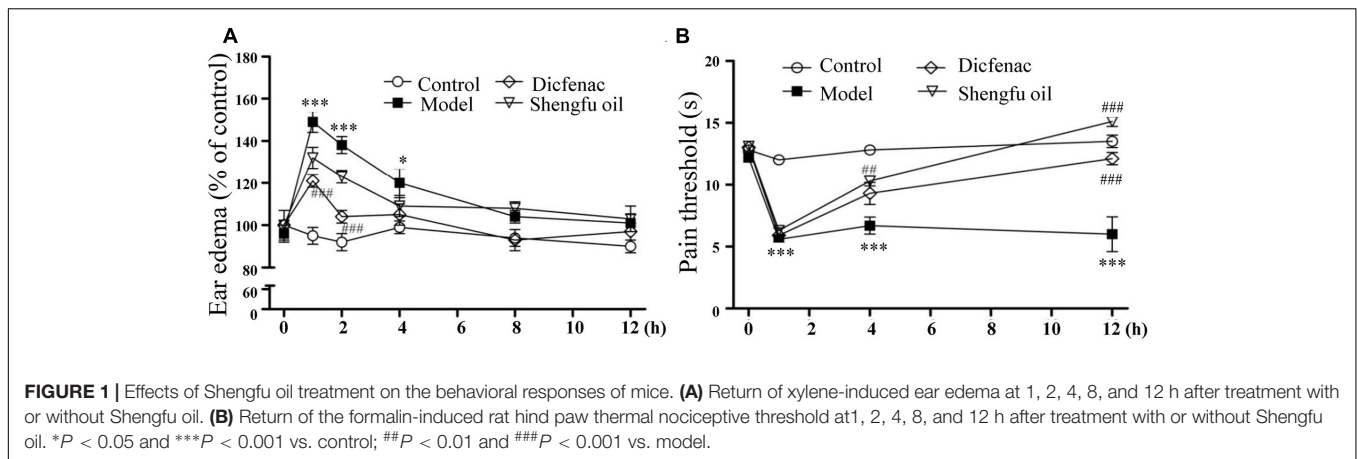 A
180
160
140
120
100
80
60
0
Ear edema (% of control)
Control
Dicfenac
Model
Shengfu oil
***
***
*
###
###
0 2 4 8 12 (h)
B
20
15
10
5
0
Pain threshold (s)
Control
Dicfenac
Model
Shengfu oil
##
###
###
***
***
***
0 2 4 6 8 10 12 (h)
FIGURE 1 | Effects of Shengfu oil treatment on the behavioral responses of mice. (A) Return of xylene-induced ear edema at 1, 2, 4, 8, and 12 h after treatment with
or without Shengfu oil. (B) Return of the formalin-induced rat hind paw thermal nociceptive threshold at1, 2, 4, 8, and 12 h after treatment with or without Shengfu
oil. *P < 0.05 and ***P < 0.001 vs. control; ##P < 0.01 and ###P < 0.001 vs. model.